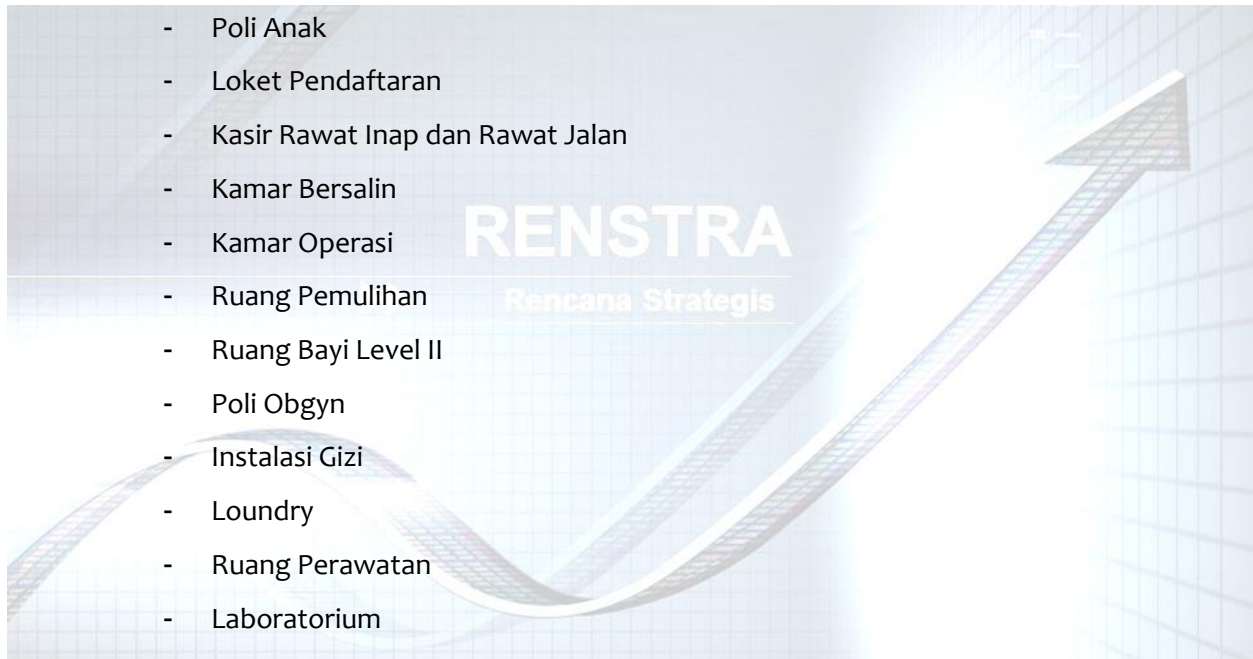 - Poli Anak
- Loket Pendaftaran
- Kasir Rawat Inap dan Rawat Jalan
- Kamar Bersalin
- Kamar Operasi
RENSTRA
- Ruang Pemulihan
Rencana Strategis
- Ruang Bayi Level II
- Poli Obgyn
- Instalasi Gizi
- Loundry
- Ruang Perawatan
- Laboratorium